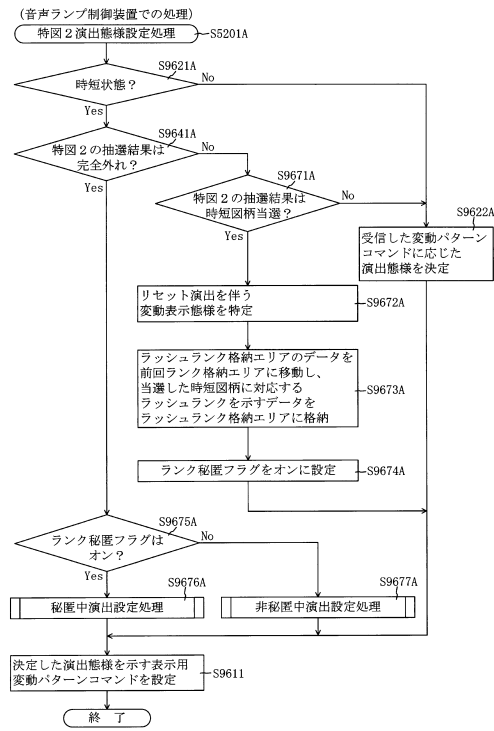 (音声ランプ制御装置での処理)
特図2演出態様設定処理
S5201A
S9621A
時短状態?
No
Yes
S9641A
特図2の抽選結果は
完全外れ?
No
Yes
S9671A
特図2の抽選結果は
時短図柄当選?
No
Yes
S9622A
受信した変動パターン
コマンドに応じた
演出態様を決定
リセット演出を伴う
変動表示態様を特定
S9672A
ラッシュランク格納エリアのデータを
前回ランク格納エリアに移動し、
当選した時短図柄に対応する
ラッシュランクを示すデータを
ラッシュランク格納エリアに格納
S9673A
ランク秘匿フラグをオンに設定
S9674A
S9675A
ランク秘匿フラグは
オン?
No
Yes
S9676A
秘匿中演出設定処理
S9677A
非秘匿中演出設定処理
決定した演出態様を示す表示用
変動パターンコマンドを設定
S9611
終 了